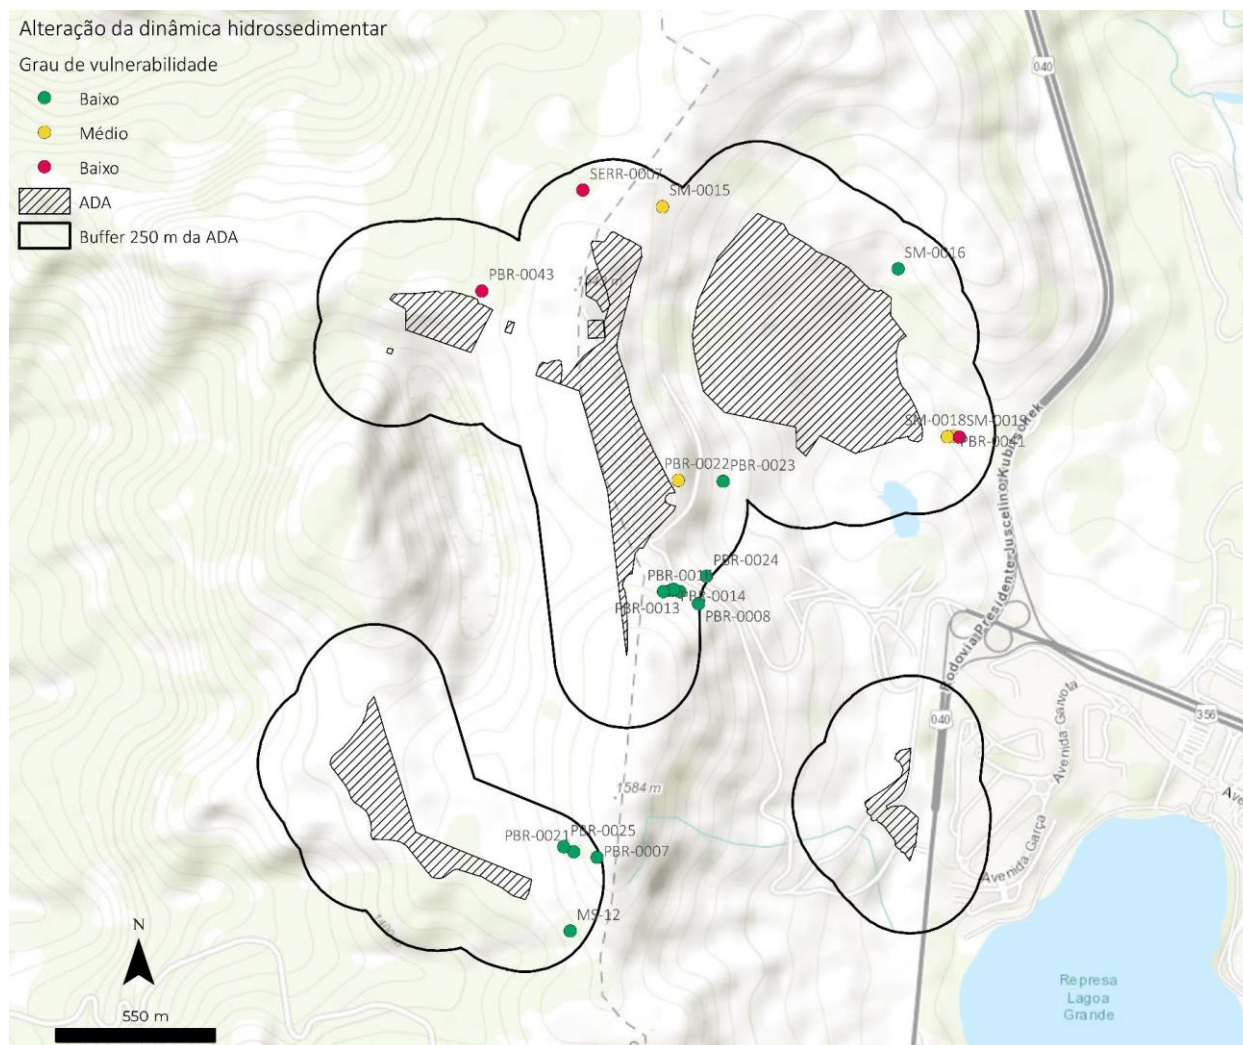 Alteração da dinâmica hidrossedimentar
Grau de vulnerabilidade
Baixo
Médio
Baixo
ADA
Buffer 250 m da ADA
040
SERR-0007
SM-0015
SM-0016
PBR-0043
SM-0018
SM-0019
PBR-0041
PBR-0022
PBR-0023
PBR-0024
PBR-0013
PBR-0014
PBR-0008
Rodovia Presidente Juscelino Kubitschek
040
356
Avenida Gaivota
Avenida Garça
1584 m
PBR-0021
PBR-0025
PBR-0007
MS-12
N
550 m
Represa
Lagoa
Grande